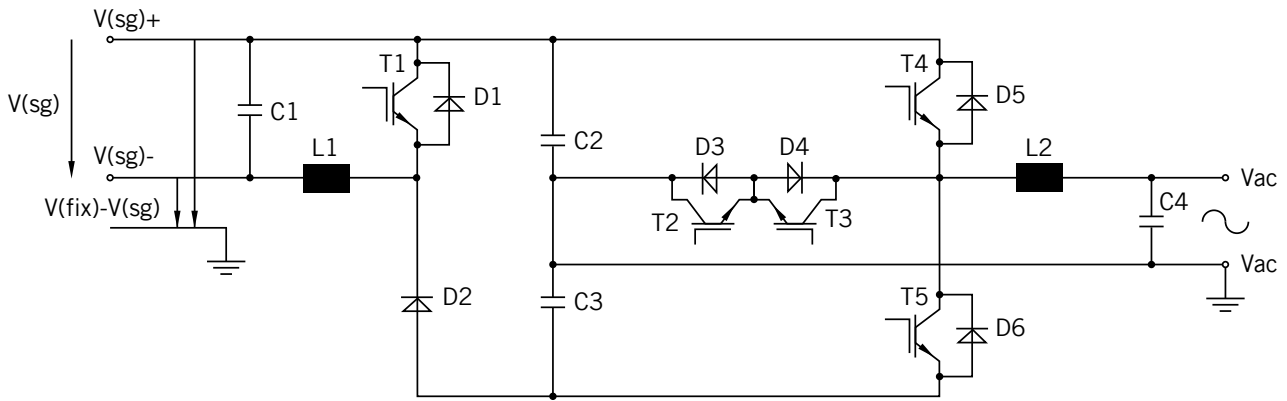 V(sg)+
T1
T4
V(sg)
C1
D1
D5
C2
V(sg)-
L1
D3
D4
L2
Vac
V(fix)-V(sg)
T2
T3
C4
Vac
D2
C3
T5
D6